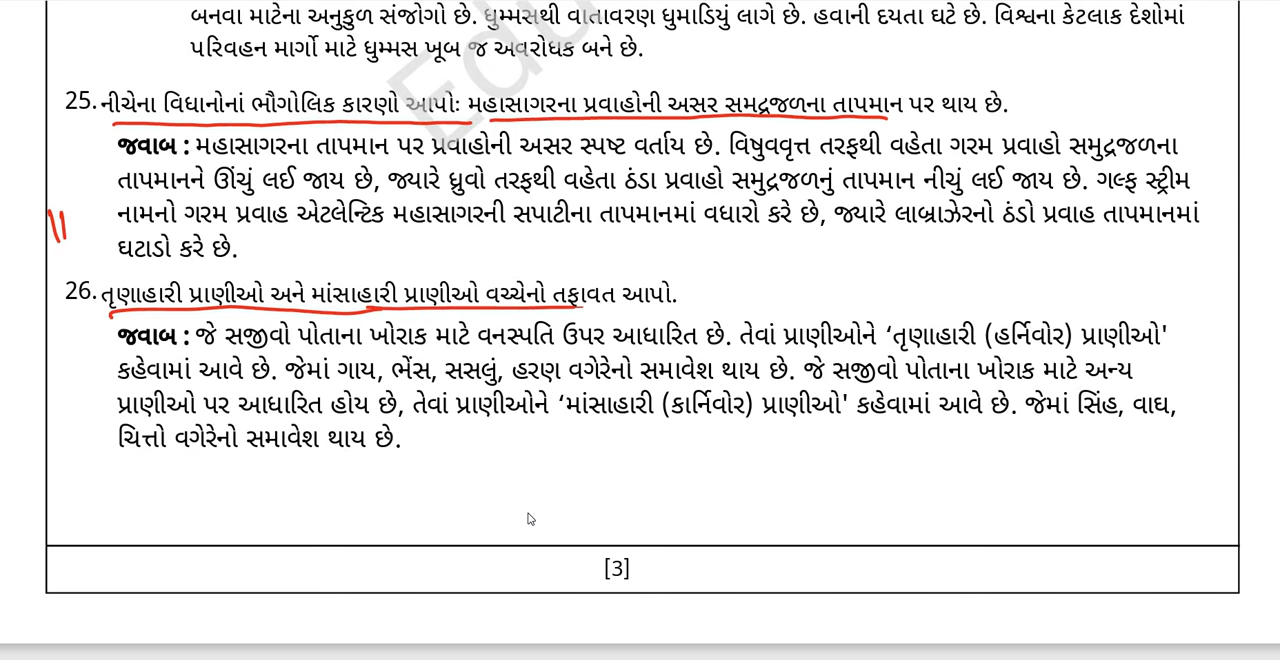 બનવા માટેના અનુકુળ સંજોગો છે. ધુમ્મસથી વાતાવરણ ધુમાડિયું લાગે છે. હવાની દયતા ઘટે છે. વિશ્વના કેટલાક દેશોમાં
પરિવહન માર્ગો માટે ધુમ્મસ ખૂબ જ અવરોધક બને છે.
Edu
25. નીચેના વિધાનોનાં ભૌગોલિક કારણો આપોઃ મહાસાગરના પ્રવાહોની અસર સમદ્રજળના તાપમાન પર થાય છે.
જવાબ : મહાસાગરના તાપમાન પર પ્રવાહોની અસર સ્પષ્ટ વર્તાય છે. વિષુવવૃત્ત તરફથી વહેતા ગરમ પ્રવાહો સમુદ્રજળના
તાપમાનને ઊંચું લઈ જાય છે, જ્યારે ધ્રુવો તરફથી વહેતા ઠંડા પ્રવાહો સમુદ્રજળનું તાપમાન નીચું લઈ જાય છે. ગલ્ફ સ્ટ્રીમ
નામનો ગરમ પ્રવાહ એટલેન્ટિક મહાસાગરની સપાટીના તાપમાનમાં વધારો કરે છે, જ્યારે લાબ્રાઝેરનો ઠંડો પ્રવાહ તાપમાનમાં
ઘટાડો કરે છે.
26. તૃણાહારી પ્રાણીઓ અને માંસાહારી પ્રાણીઓ વચ્ચેનો તફાવત આપો.
જવાબ : જે સજીવો પોતાના ખોરાક માટે વનસ્પતિ ઉપર આધારિત છે. તેવાં પ્રાણીઓને ‘તૃણાહારી (હર્નિવોર) પ્રાણીઓ'
કહેવામાં આવે છે. જેમાં ગાય, ભેંસ, સસલું, હરણ વગેરેનો સમાવેશ થાય છે. જે સજીવો પોતાના ખોરાક માટે અન્ય
પ્રાણીઓ પર આધારિત હોય છે, તેવાં પ્રાણીઓને ‘માંસાહારી (કાર્નિવોર) પ્રાણીઓ' કહેવામાં આવે છે. જેમાં સિંહ, વાઘ,
ચિત્તો વગેરેનો સમાવેશ થાય છે.
[3]